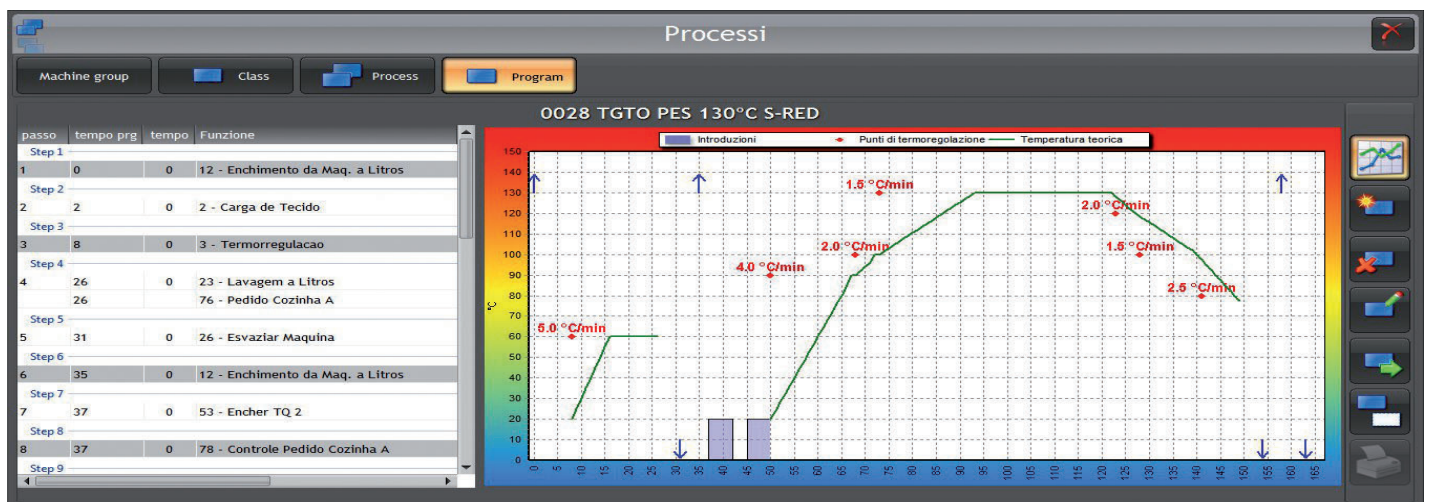 Processi
Machine group Class Process Program
0028 TGTO PES 130°C S-RED
passo tempo prg tempo Funzione
Step 1
1 0 0 12 - Enchimento da Maq. a Litros
Step 2
2 2 0 2 - Carga de Tecido
Step 3
3 8 0 3 - Termorregulacao
Step 4
4 26 0 23 - Lavagem a Litros
26 76 - Pedido Cozinha A
Step 5
5 31 0 26 - Esvaziar Maquina
Step 6
6 35 0 12 - Enchimento da Maq. a Litros
Step 7
7 37 0 53 - Encher TQ 2
Step 8
8 37 0 78 - Controle Pedido Cozinha A
Step 9
Introduzioni Punti di termoregolazione Temperatura teorica
150
140
130
120
110
100
90
80
70
60
50
40
30
20
10
0
°C
5.0 °C/min
4.0 °C/min
2.0 °C/min
1.5 °C/min
2.0 °C/min
1.5 °C/min
2.5 °C/min
0 5 10 15 20 25 30 35 40 45 50 55 60 65 70 75 80 85 90 95 100 105 110 115 120 125 130 135 140 145 150 155 160 165